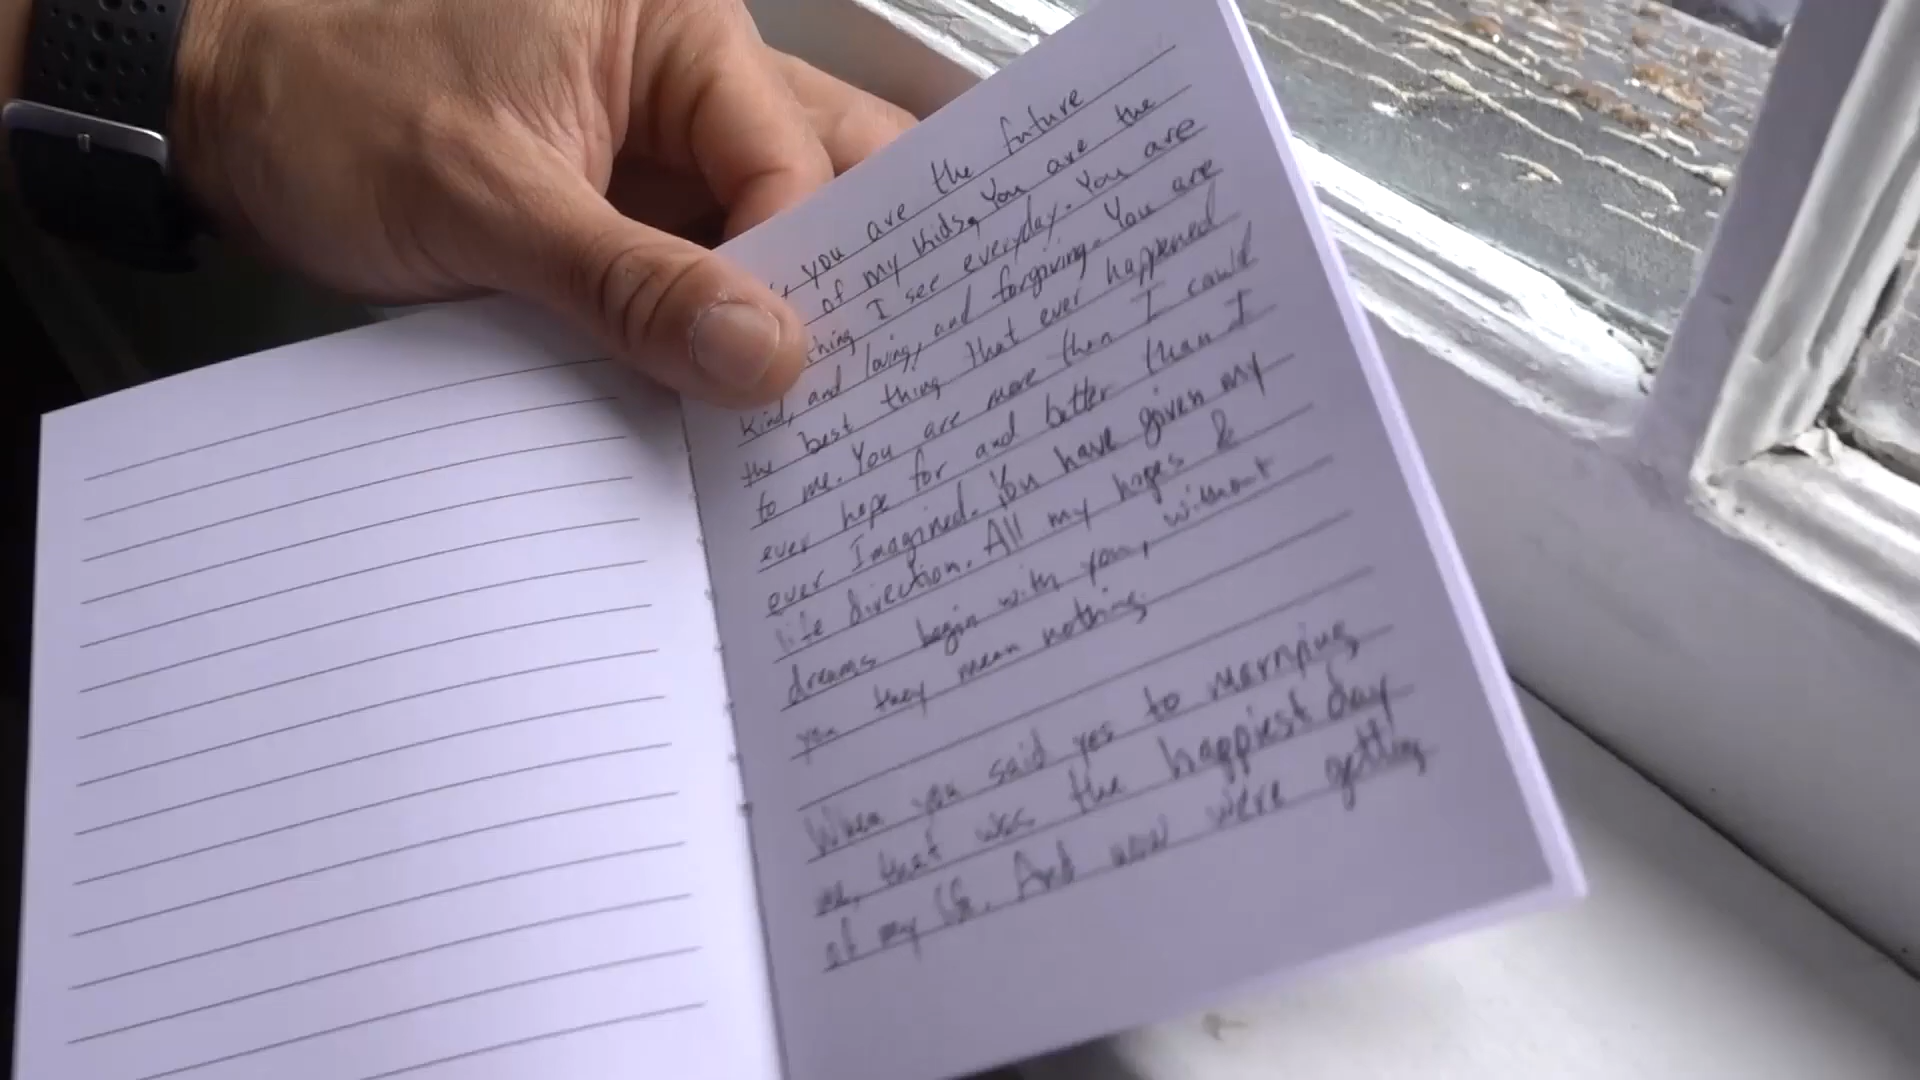 you are the future
of my kids, You are the
thing I see everyday. You are
kind, and loving, and forgiving. You are
the best thing that ever happened
to me. You are more then I could
ever hope for and better than I
ever Imagined. You have given my
life direction. All my hopes &
dreams begin with you, without
you they mean nothing.
When you said yes to marrying
me, that was the happiest day
of my life. And now we're getting